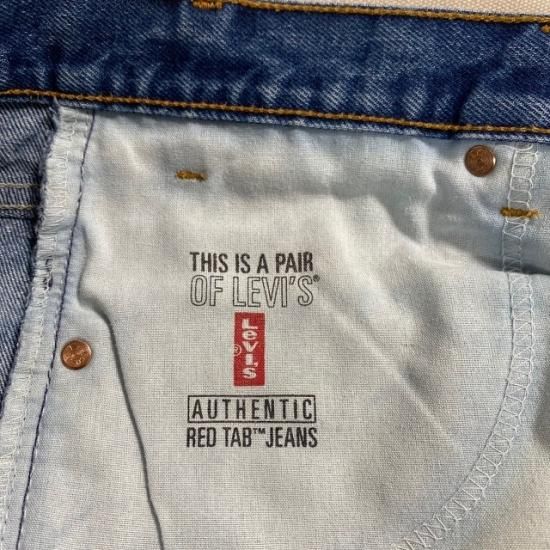 THIS IS A PAIR
OF LEVI'S®
Levi's®
AUTHENTIC
RED TAB™ JEANS